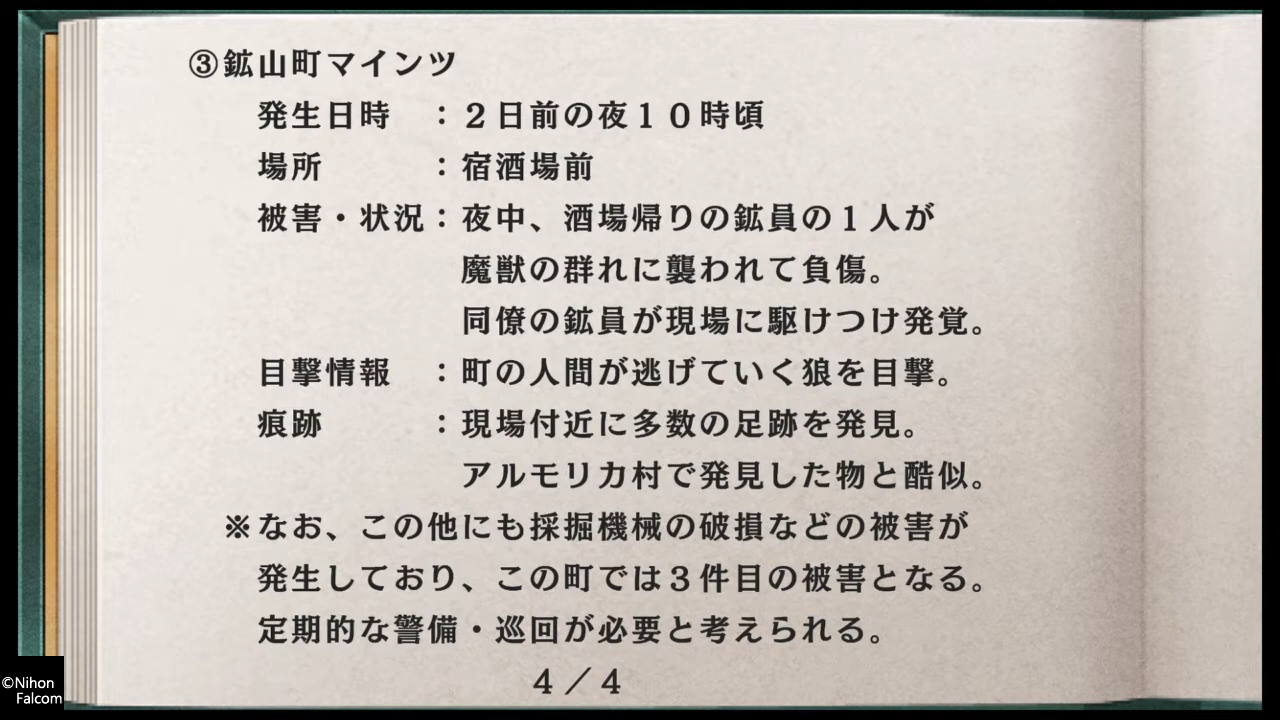 ③鉱山町マインツ
発生日時　：２日前の夜１０時頃
場所　　　：宿酒場前
被害・状況：夜中、酒場帰りの鉱員の１人が
魔獣の群れに襲われて負傷。
同僚の鉱員が現場に駆けつけ発覚。
目撃情報　：町の人間が逃げていく狼を目撃。
痕跡　　　：現場付近に多数の足跡を発見。
アルモリカ村で発見した物と酷似。
※なお、この他にも採掘機械の破損などの被害が
発生しており、この町では３件目の被害となる。
定期的な警備・巡回が必要と考えられる。
４／４
©Nihon
Falcom